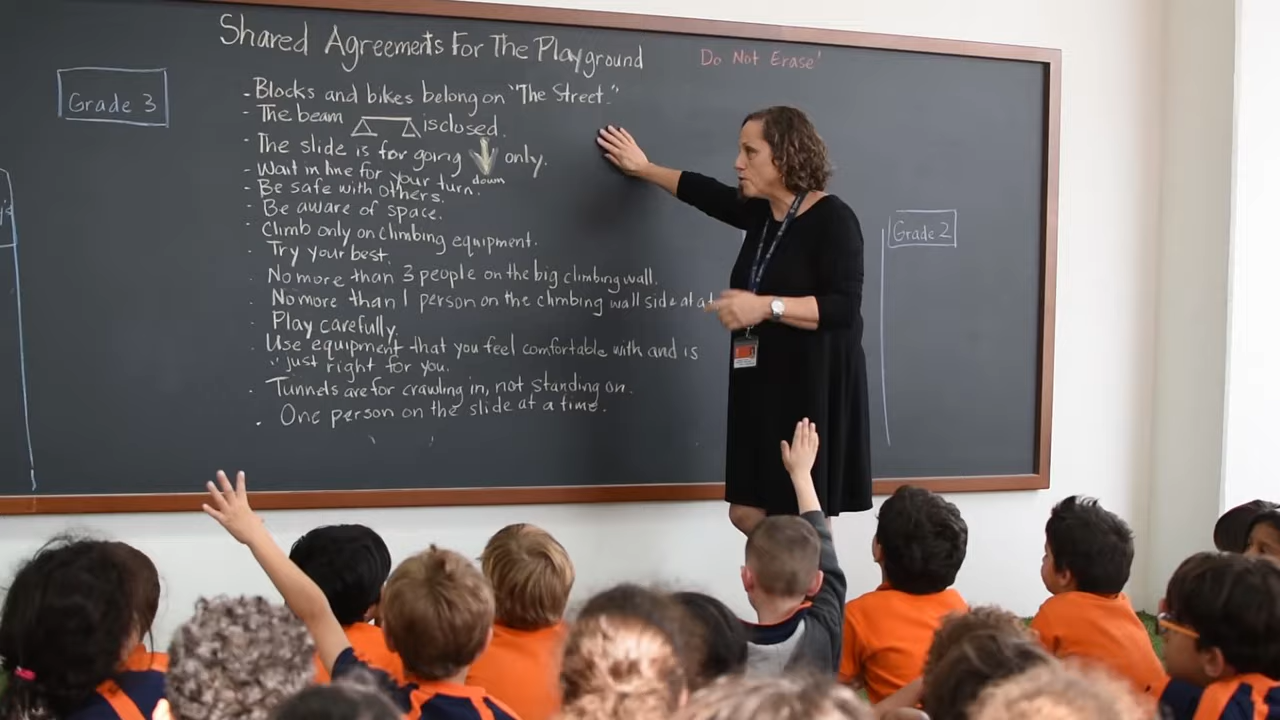 Shared Agreements For The Playground
Do Not Erase!
Grade 3
- Blocks and bikes belong on "The Street."
- The beam is closed.
- The slide is for going down only.
- Wait in line for your turn.
- Be safe with others.
- Be aware of space.
· Climb only on climbing equipment.
· Try your best.
· No more than 3 people on the big climbing wall.
· No more than 1 person on the climbing wall side at a
· Play carefully.
· Use equipment that you feel comfortable with and is
"just right for you.
· Tunnels are for crawling in, not standing on.
· One person on the slide at a time.
Grade 2